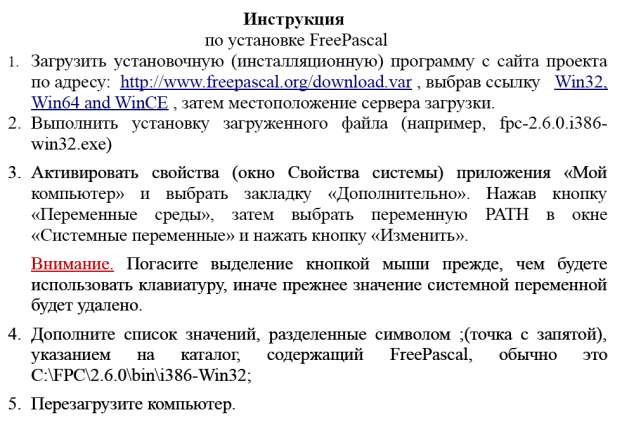 Инструкция
по установке FreePascal
1. Загрузить установочную (инсталляционную) программу с сайта проекта
по адресу: http://www.freepascal.org/download.var , выбрав ссылку Win32,
Win64 and WinCE , затем местоположение сервера загрузки.
2. Выполнить установку загруженного файла (например, fpc-2.6.0.i386-
win32.exe)
3. Активировать свойства (окно Свойства системы) приложения «Мой
компьютер» и выбрать закладку «Дополнительно». Нажав кнопку
«Переменные среды», затем выбрать переменную PATH в окне
«Системные переменные» и нажать кнопку «Изменить».
Внимание. Погасите выделение кнопкой мыши прежде, чем будете
использовать клавиатуру, иначе прежнее значение системной переменной
будет удалено.
4. Дополните список значений, разделенные символом ;(точка с запятой),
указанием на каталог, содержащий FreePascal, обычно это
C:\FPC\2.6.0\bin\i386-Win32;
5. Перезагрузите компьютер.